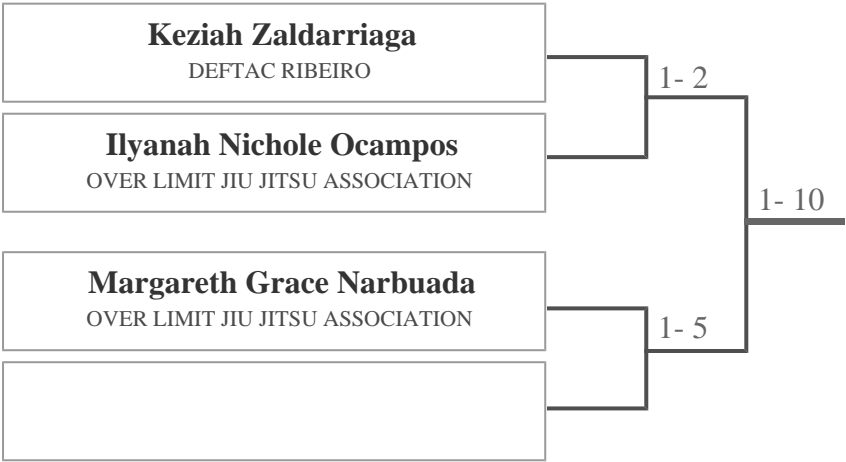 Keziah Zaldarriaga
DEFTAC RIBEIRO
1- 2
Ilyanah Nichole Ocampos
OVER LIMIT JIU JITSU ASSOCIATION
1- 10
Margareth Grace Narbuada
OVER LIMIT JIU JITSU ASSOCIATION
1- 5